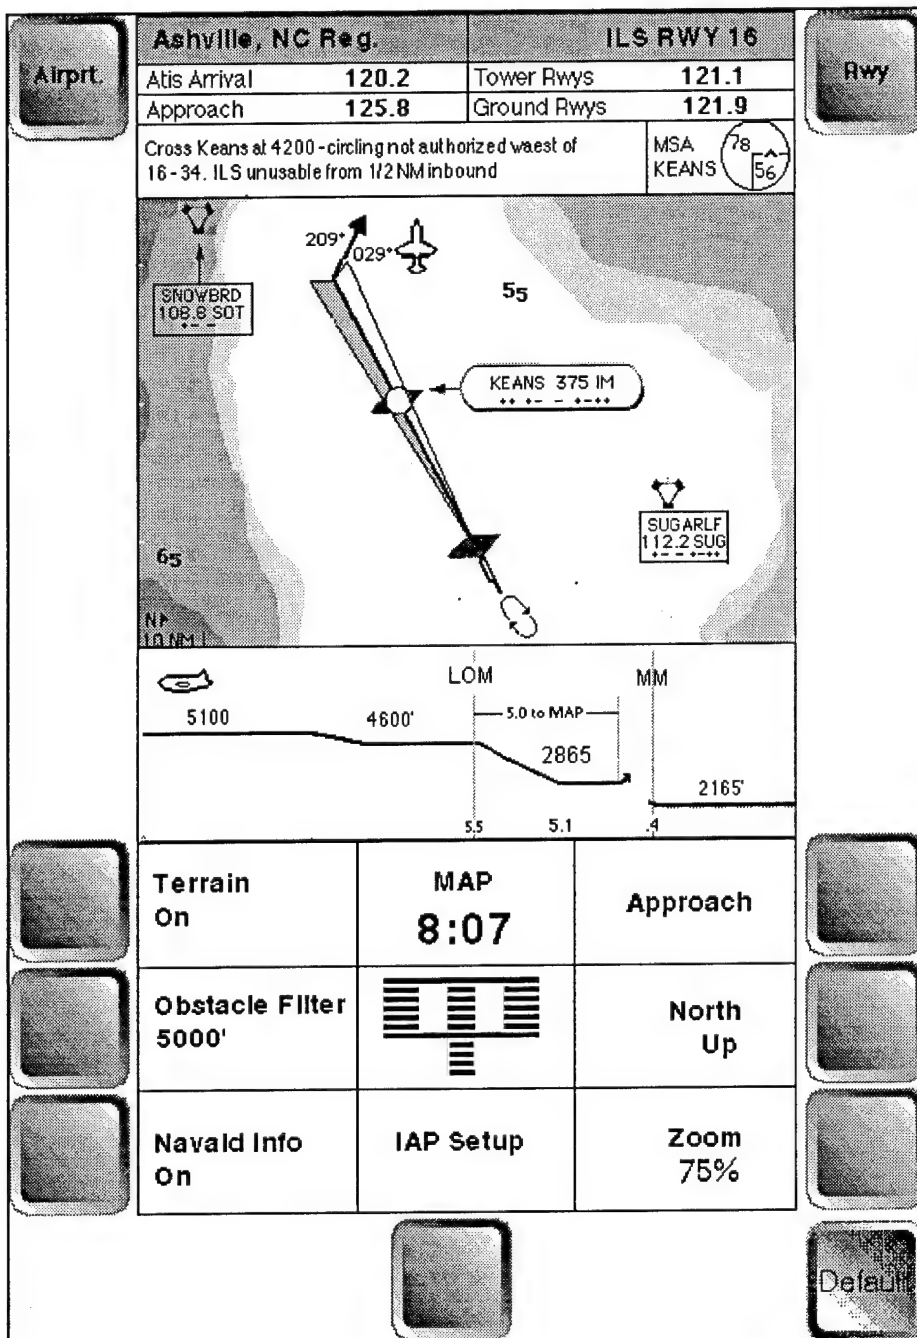 Airprt.
Ashville, NC Reg. ILS RWY 16
Rwy
Atis Arrival 120.2 Tower Rwys 121.1
Approach 125.8 Ground Rwys 121.9
Cross Keans at 4200 -circling not authorized waest of
16 - 34. ILS unusable from 1/2 NM inbound
MSA
KEANS
78
56
209°
029°
SNOWBRD
108.8 SOT
55
KEANS 375 IM
SUGARLF
112.2 SUG
65
N
10 NM
LOM MM
5100 4600' 5.0 to MAP
2865
2165'
5.5 5.1 .4
Terrain
On
MAP
8:07
Approach
Obstacle Filter
5000'
North
Up
Navaid Info
On
IAP Setup
Zoom
75%
Default